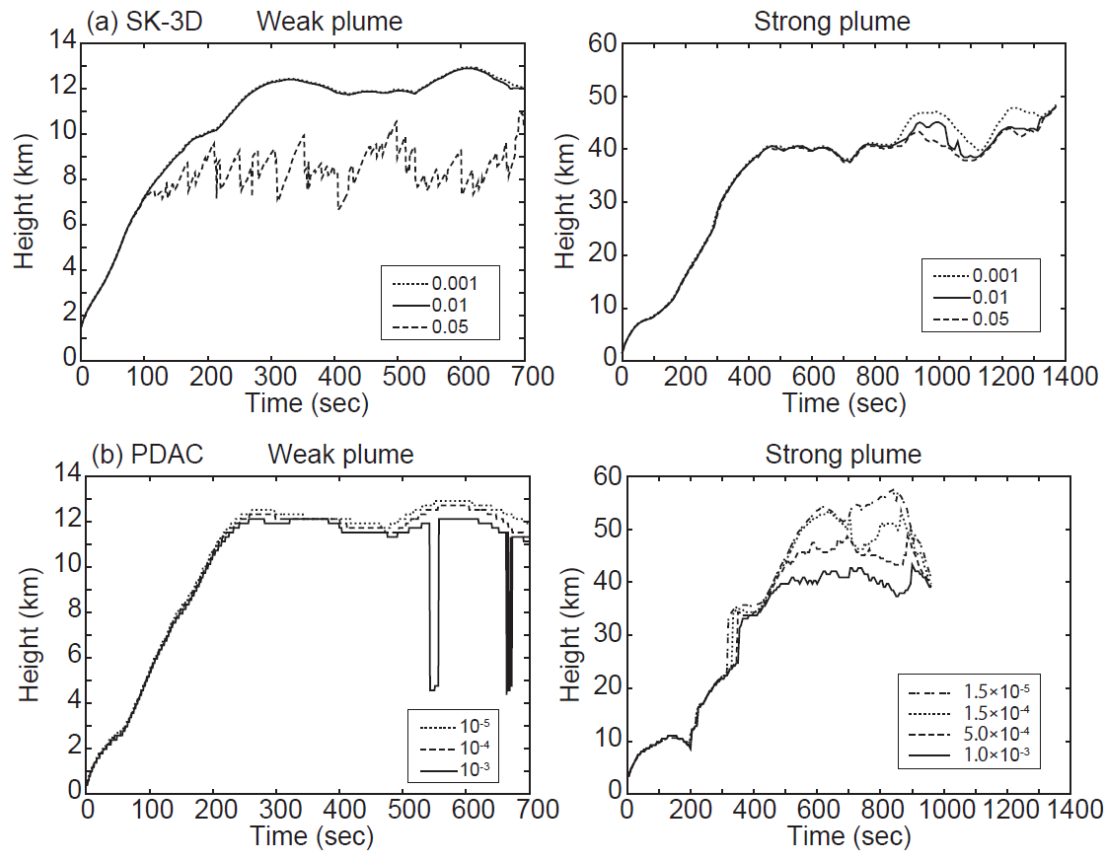 (a) SK-3D Weak plume
14
12
10
8
6
4
2
0
Height (km)
0 100 200 300 400 500 600 700
Time (sec)
0.001
0.01
0.05
Strong plume
60
50
40
30
20
10
0
Height (km)
0 200 400 600 800 1000 1200 1400
Time (sec)
0.001
0.01
0.05
(b) PDAC Weak plume
14
12
10
8
6
4
2
0
Height (km)
0 100 200 300 400 500 600 700
Time (sec)
10⁻⁵
10⁻⁴
10⁻³
Strong plume
60
50
40
30
20
10
0
Height (km)
0 200 400 600 800 1000 1200 1400
Time (sec)
1.5×10⁻⁵
1.5×10⁻⁴
5.0×10⁻⁴
1.0×10⁻³